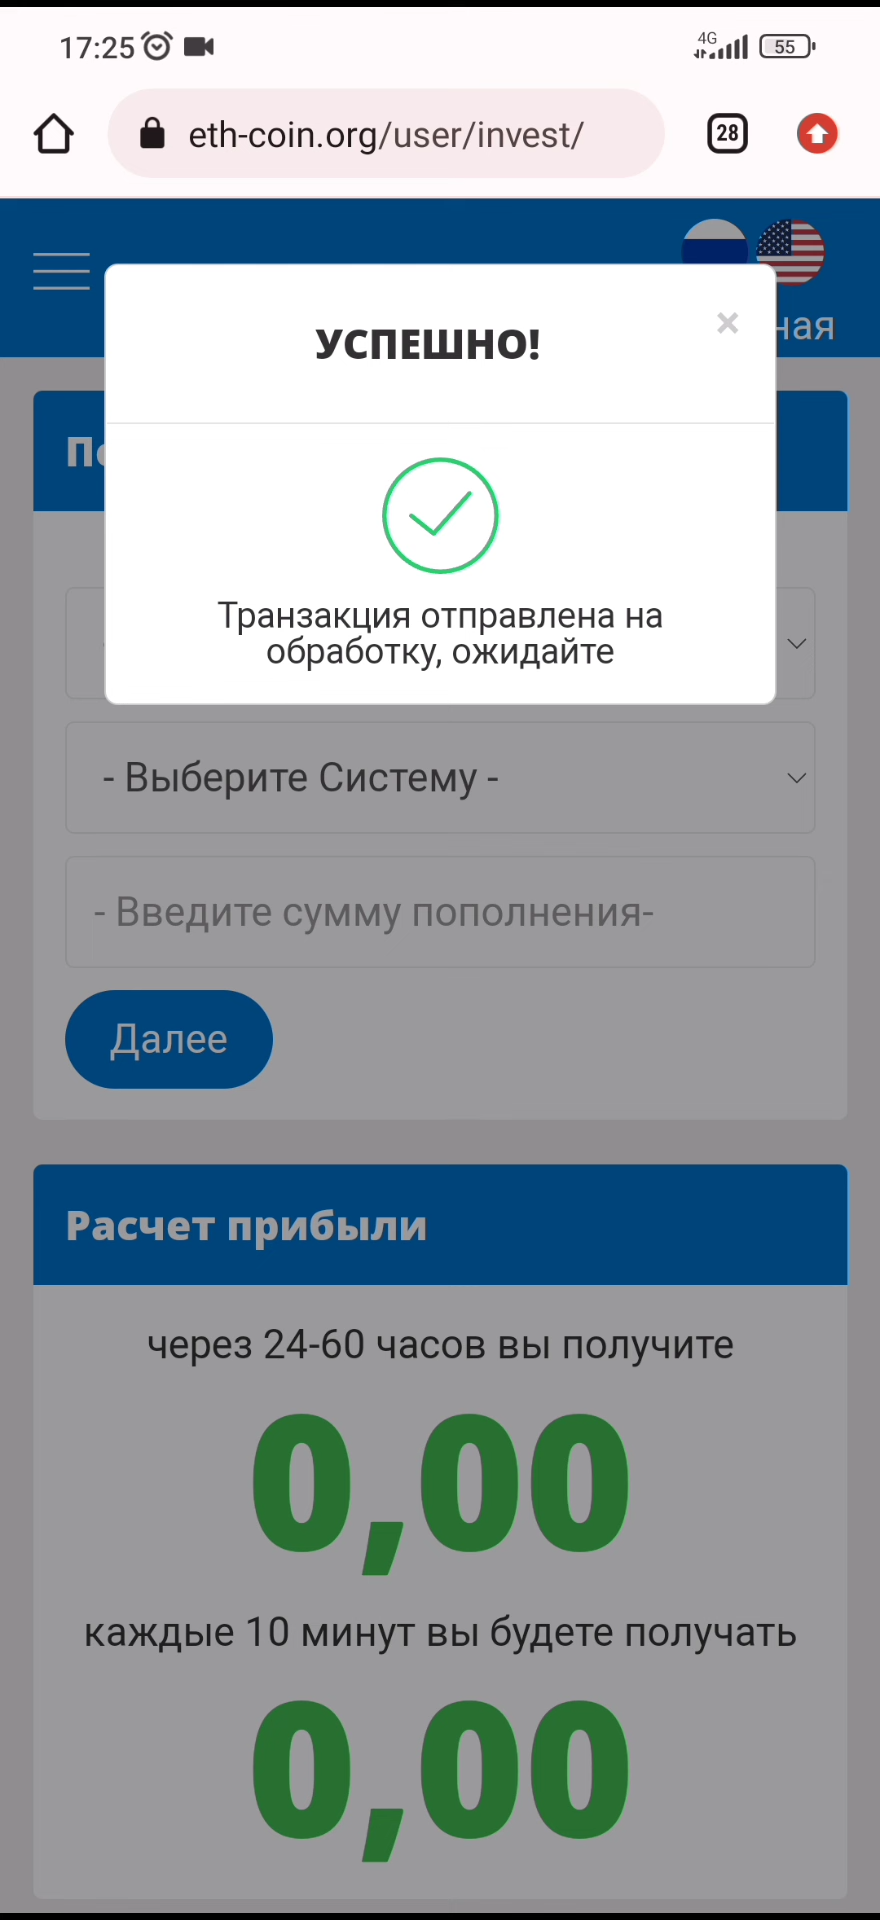 17:25
4G
55
eth-coin.org/user/invest/
28
ная
УСПЕШНО!
×
Транзакция отправлена на
обработку, ожидайте
- Выберите Систему -
- Введите сумму пополнения-
Далее
Расчет прибыли
через 24-60 часов вы получите
0,00
каждые 10 минут вы будете получать
0,00